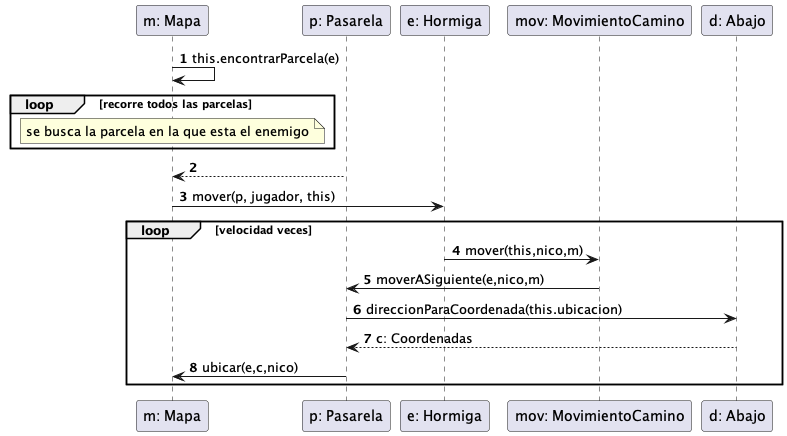 m: Mapa
p: Pasarela
e: Hormiga
mov: MovimientoCamino
d: Abajo
1 this.encontrarParcela(e)
loop [recorre todos las parcelas]
se busca la parcela en la que esta el enemigo
2
3 mover(p, jugador, this)
loop [velocidad veces]
4 mover(this,nico,m)
5 moverASiguiente(e,nico,m)
6 direccionParaCoordenada(this.ubicacion)
7 c: Coordenadas
8 ubicar(e,c,nico)
m: Mapa
p: Pasarela
e: Hormiga
mov: MovimientoCamino
d: Abajo